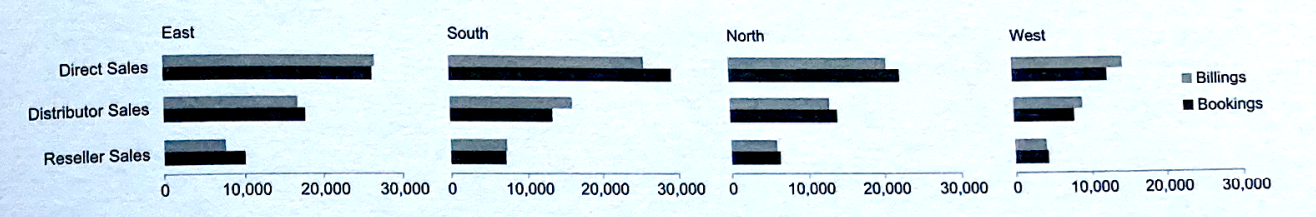 East South North West
Direct Sales
Billings
Distributor Sales
Bookings
Reseller Sales
0 10,000 20,000 30,000 0 10,000 20,000 30,000 0 10,000 20,000 30,000 0 10,000 20,000 30,000